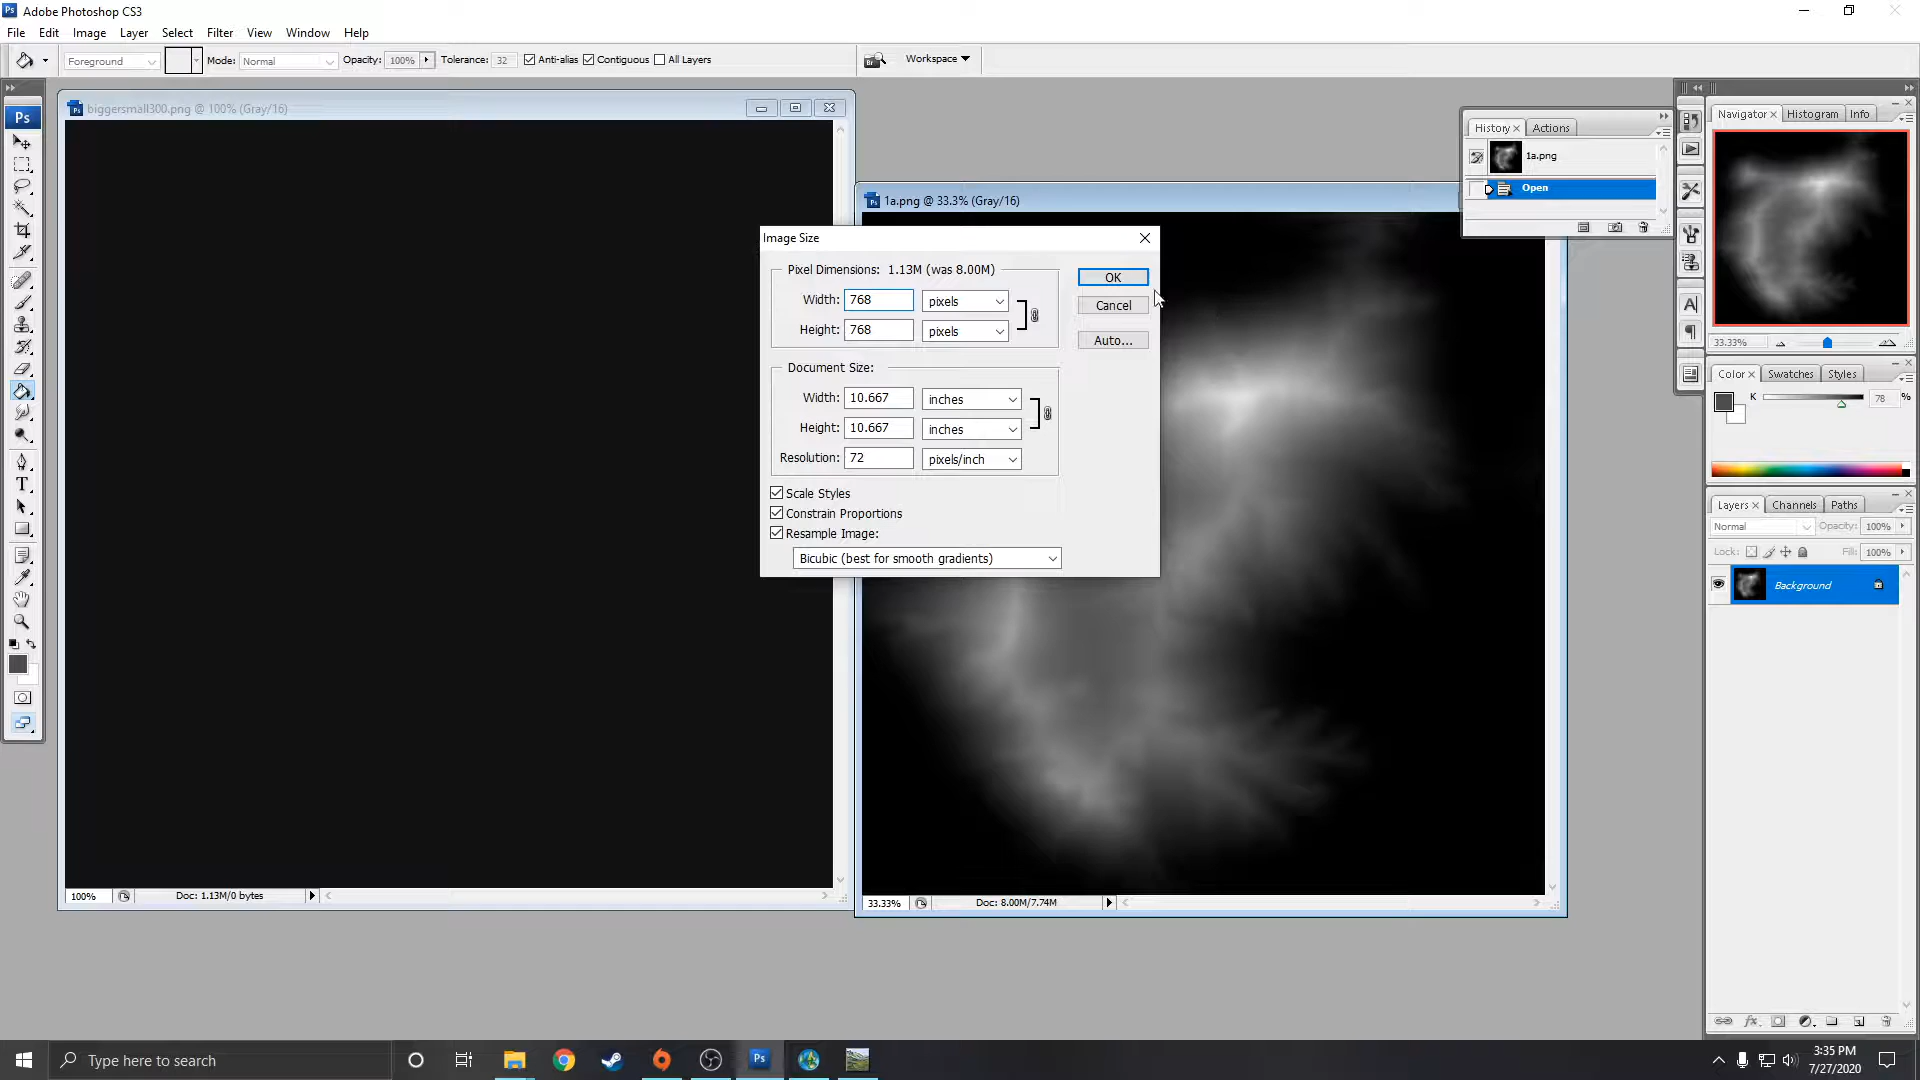 Ps Adobe Photoshop CS3
File Edit Image Layer Select Filter View Window Help
Foreground Mode: Normal Opacity: 100% Tolerance: 32 Anti-alias Contiguous All Layers Workspace
biggersmall300.png @ 100% (Gray/16)
Navigator Histogram Info
Ps
History Actions
1a.png
Open
1a.png @ 33.3% (Gray/16)
Image Size
Pixel Dimensions: 1.13M (was 8.00M)
OK
Width: 768 pixels
Cancel
Height: 768 pixels
Auto...
33.33%
Document Size:
Color Swatches Styles
Width: 10.667 inches
K 78 %
Height: 10.667 inches
Resolution: 72 pixels/inch
Scale Styles
Constrain Proportions
Resample Image:
Bicubic (best for smooth gradients)
Layers Channels Paths
Normal Opacity: 100%
Lock: Fill: 100%
Background
100% Doc: 1.13M/0 bytes
33.33% Doc: 8.00M/7.74M
Type here to search
Ps
3:35 PM
7/27/2020